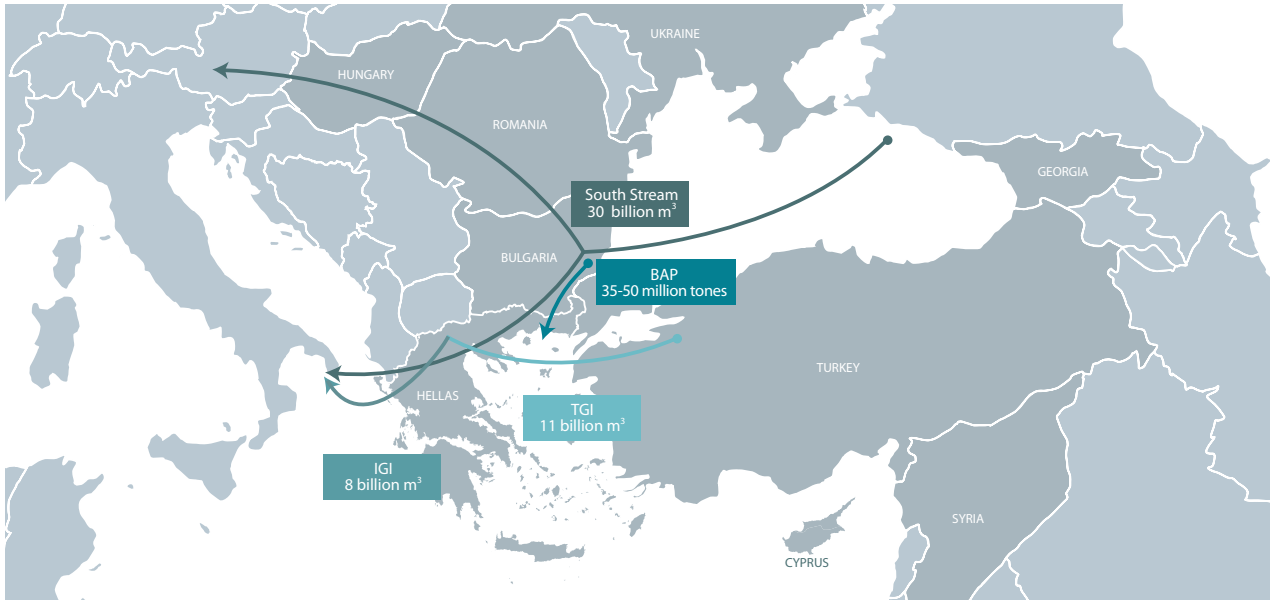 UKRAINE
HUNGARY
ROMANIA
GEORGIA
South Stream
30 billion m³
BULGARIA
BAP
35-50 million tones
TURKEY
HELLAS
TGI
11 billion m³
IGI
8 billion m³
SYRIA
CYPRUS